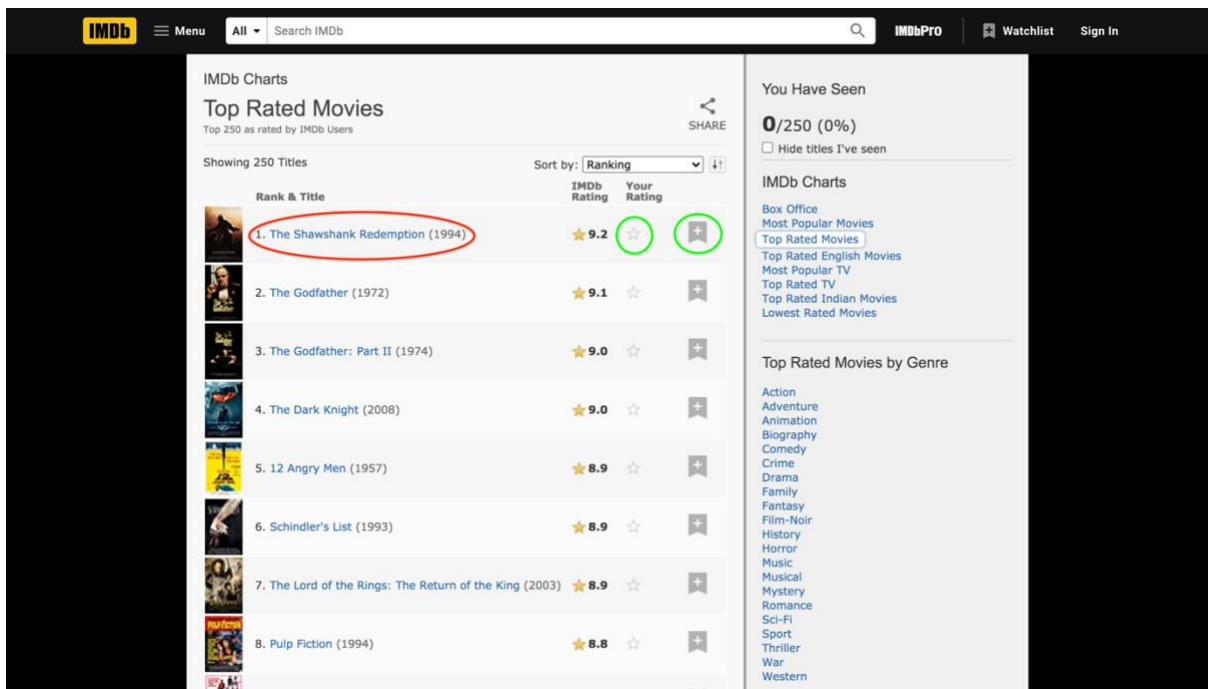 IMDb Menu All Search IMDb IMDbPro Watchlist Sign In
IMDb Charts
Top Rated Movies
Top 250 as rated by IMDb Users
SHARE
Showing 250 Titles
Sort by: Ranking
Rank & Title
IMDb Rating
Your Rating
1. The Shawshank Redemption (1994) 9.2
2. The Godfather (1972) 9.1
3. The Godfather: Part II (1974) 9.0
4. The Dark Knight (2008) 9.0
5. 12 Angry Men (1957) 8.9
6. Schindler's List (1993) 8.9
7. The Lord of the Rings: The Return of the King (2003) 8.9
8. Pulp Fiction (1994) 8.8
You Have Seen
0/250 (0%)
Hide titles I've seen
IMDb Charts
Box Office
Most Popular Movies
Top Rated Movies
Top Rated English Movies
Most Popular TV
Top Rated TV
Top Rated Indian Movies
Lowest Rated Movies
Top Rated Movies by Genre
Action
Adventure
Animation
Biography
Comedy
Crime
Drama
Family
Fantasy
Film-Noir
History
Horror
Music
Musical
Mystery
Romance
Sci-Fi
Sport
Thriller
War
Western